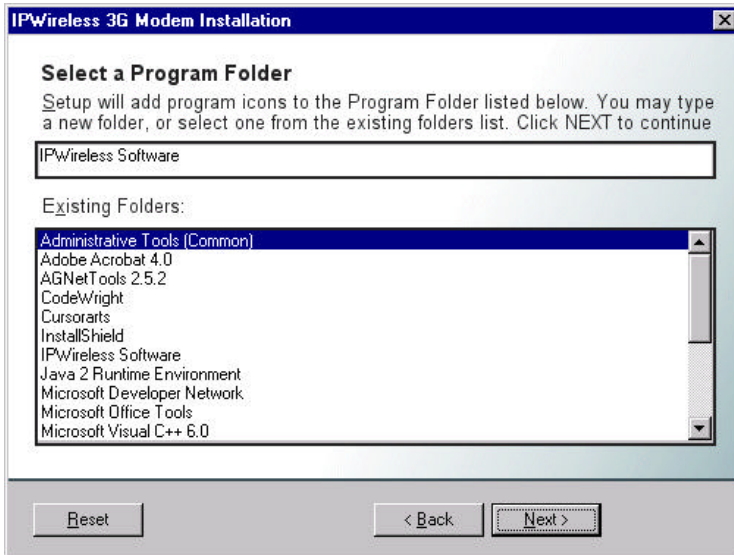 IPWireless 3G Modem Installation
Select a Program Folder
Setup will add program icons to the Program Folder listed below. You may type
a new folder, or select one from the existing folders list. Click NEXT to continue
IPWireless Software
Existing Folders:
Administrative Tools (Common)
Adobe Acrobat 4.0
AGNetTools 2.5.2
CodeWright
Cursorarts
InstallShield
IPWireless Software
Java 2 Runtime Environment
Microsoft Developer Network
Microsoft Office Tools
Microsoft Visual C++ 6.0
Reset
< Back
Next >